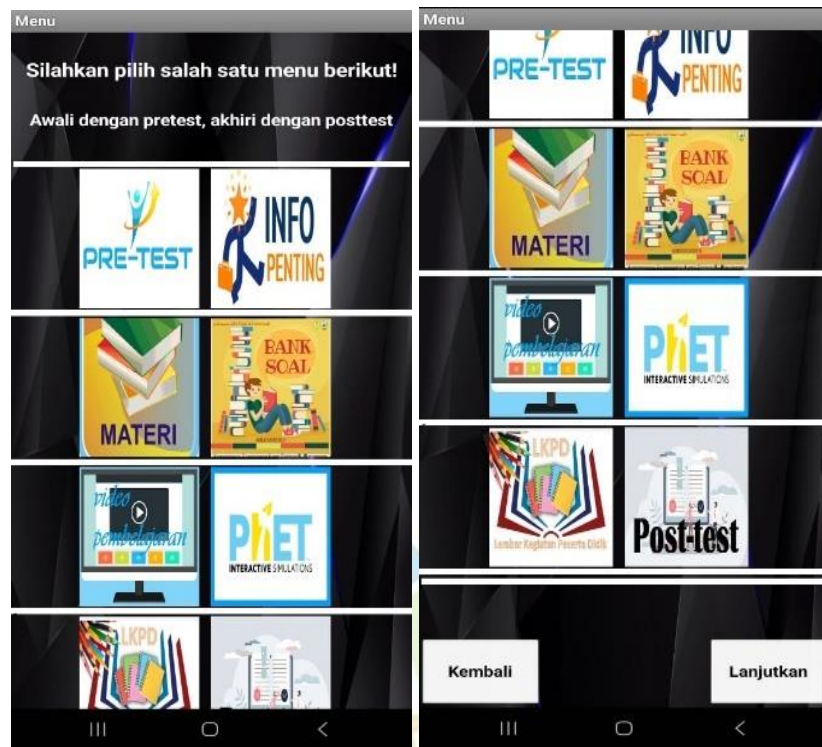 Menu
Silahkan pilih salah satu menu berikut!
Awali dengan pretest, akhiri dengan posttest
PRE-TEST
INFO
PENTING
MATERI
BANK
SOAL
video
pembelajaran
PhET
INTERACTIVE SIMULATIONS
LKPD
Menu
PRE-TEST
INFO
PENTING
MATERI
BANK
SOAL
video
pembelajaran
PhET
INTERACTIVE SIMULATIONS
LKPD
Lembar Kegiatan Peserta Didik
Post-test
Kembali
Lanjutkan